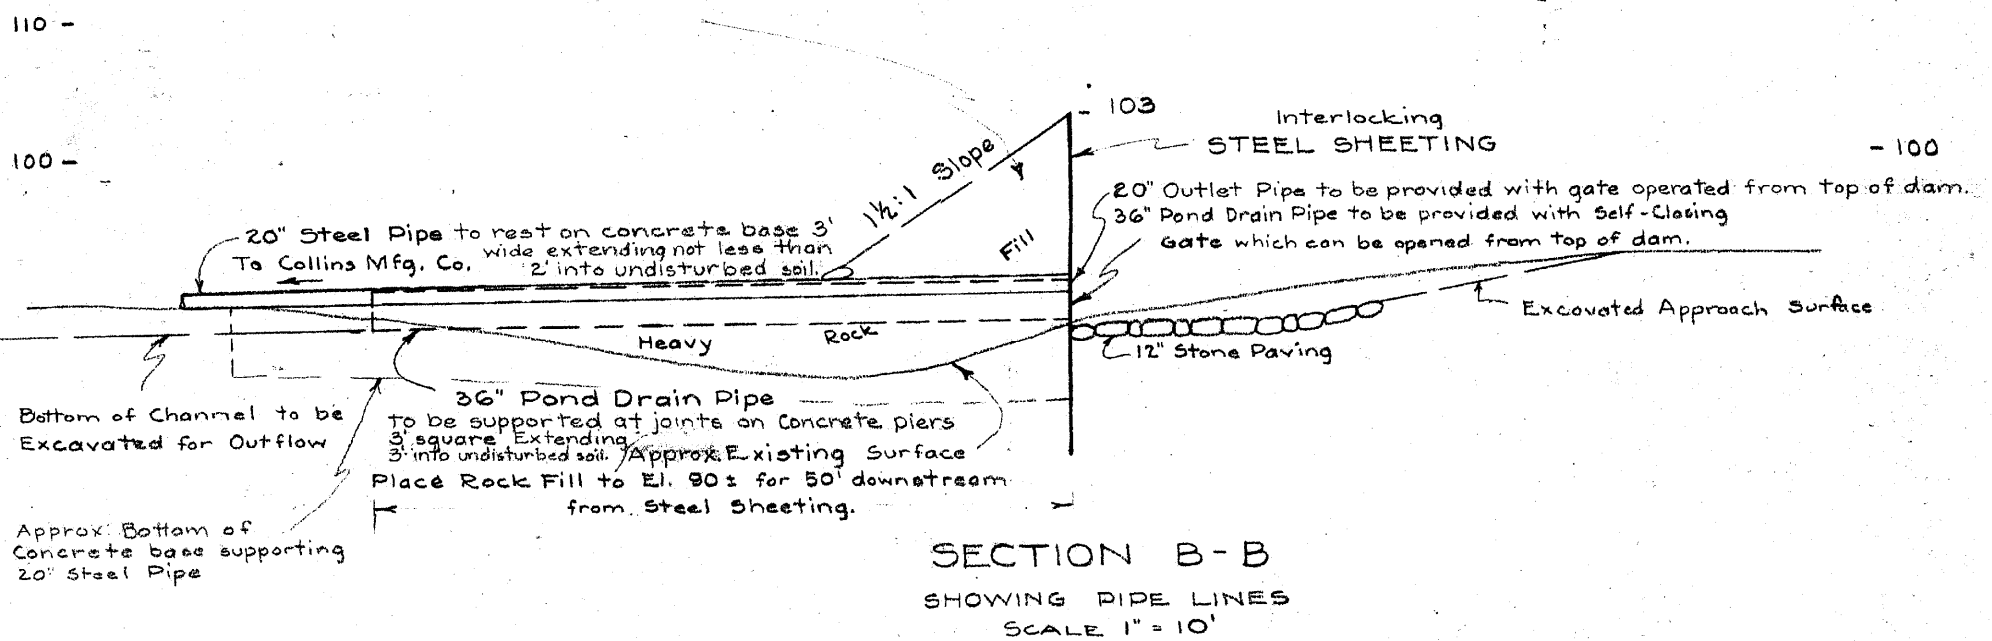 110 -
- 103
Interlocking
STEEL SHEETING
100 -
- 100
1½:1 Slope
20" Outlet Pipe to be provided with gate operated from top of dam.
36" Pond Drain Pipe to be provided with Self-Closing
Gate which can be opened from top of dam.
20" Steel Pipe to rest on concrete base 3'
wide extending not less than
2' into undisturbed soil.
To Collins Mfg. Co.
Fill
Excavated Approach Surface
Heavy Rock
12" Stone Paving
36" Pond Drain Pipe
to be supported at joints on Concrete piers
3' square Extending
3' into undisturbed soil.
Approx. Existing Surface
Bottom of Channel to be
Excavated for Outflow
Place Rock Fill to El. 90± for 50' downstream
from Steel Sheeting.
Approx. Bottom of
Concrete base supporting
20" Steel Pipe
SECTION B-B
SHOWING PIPE LINES
SCALE 1" = 10'